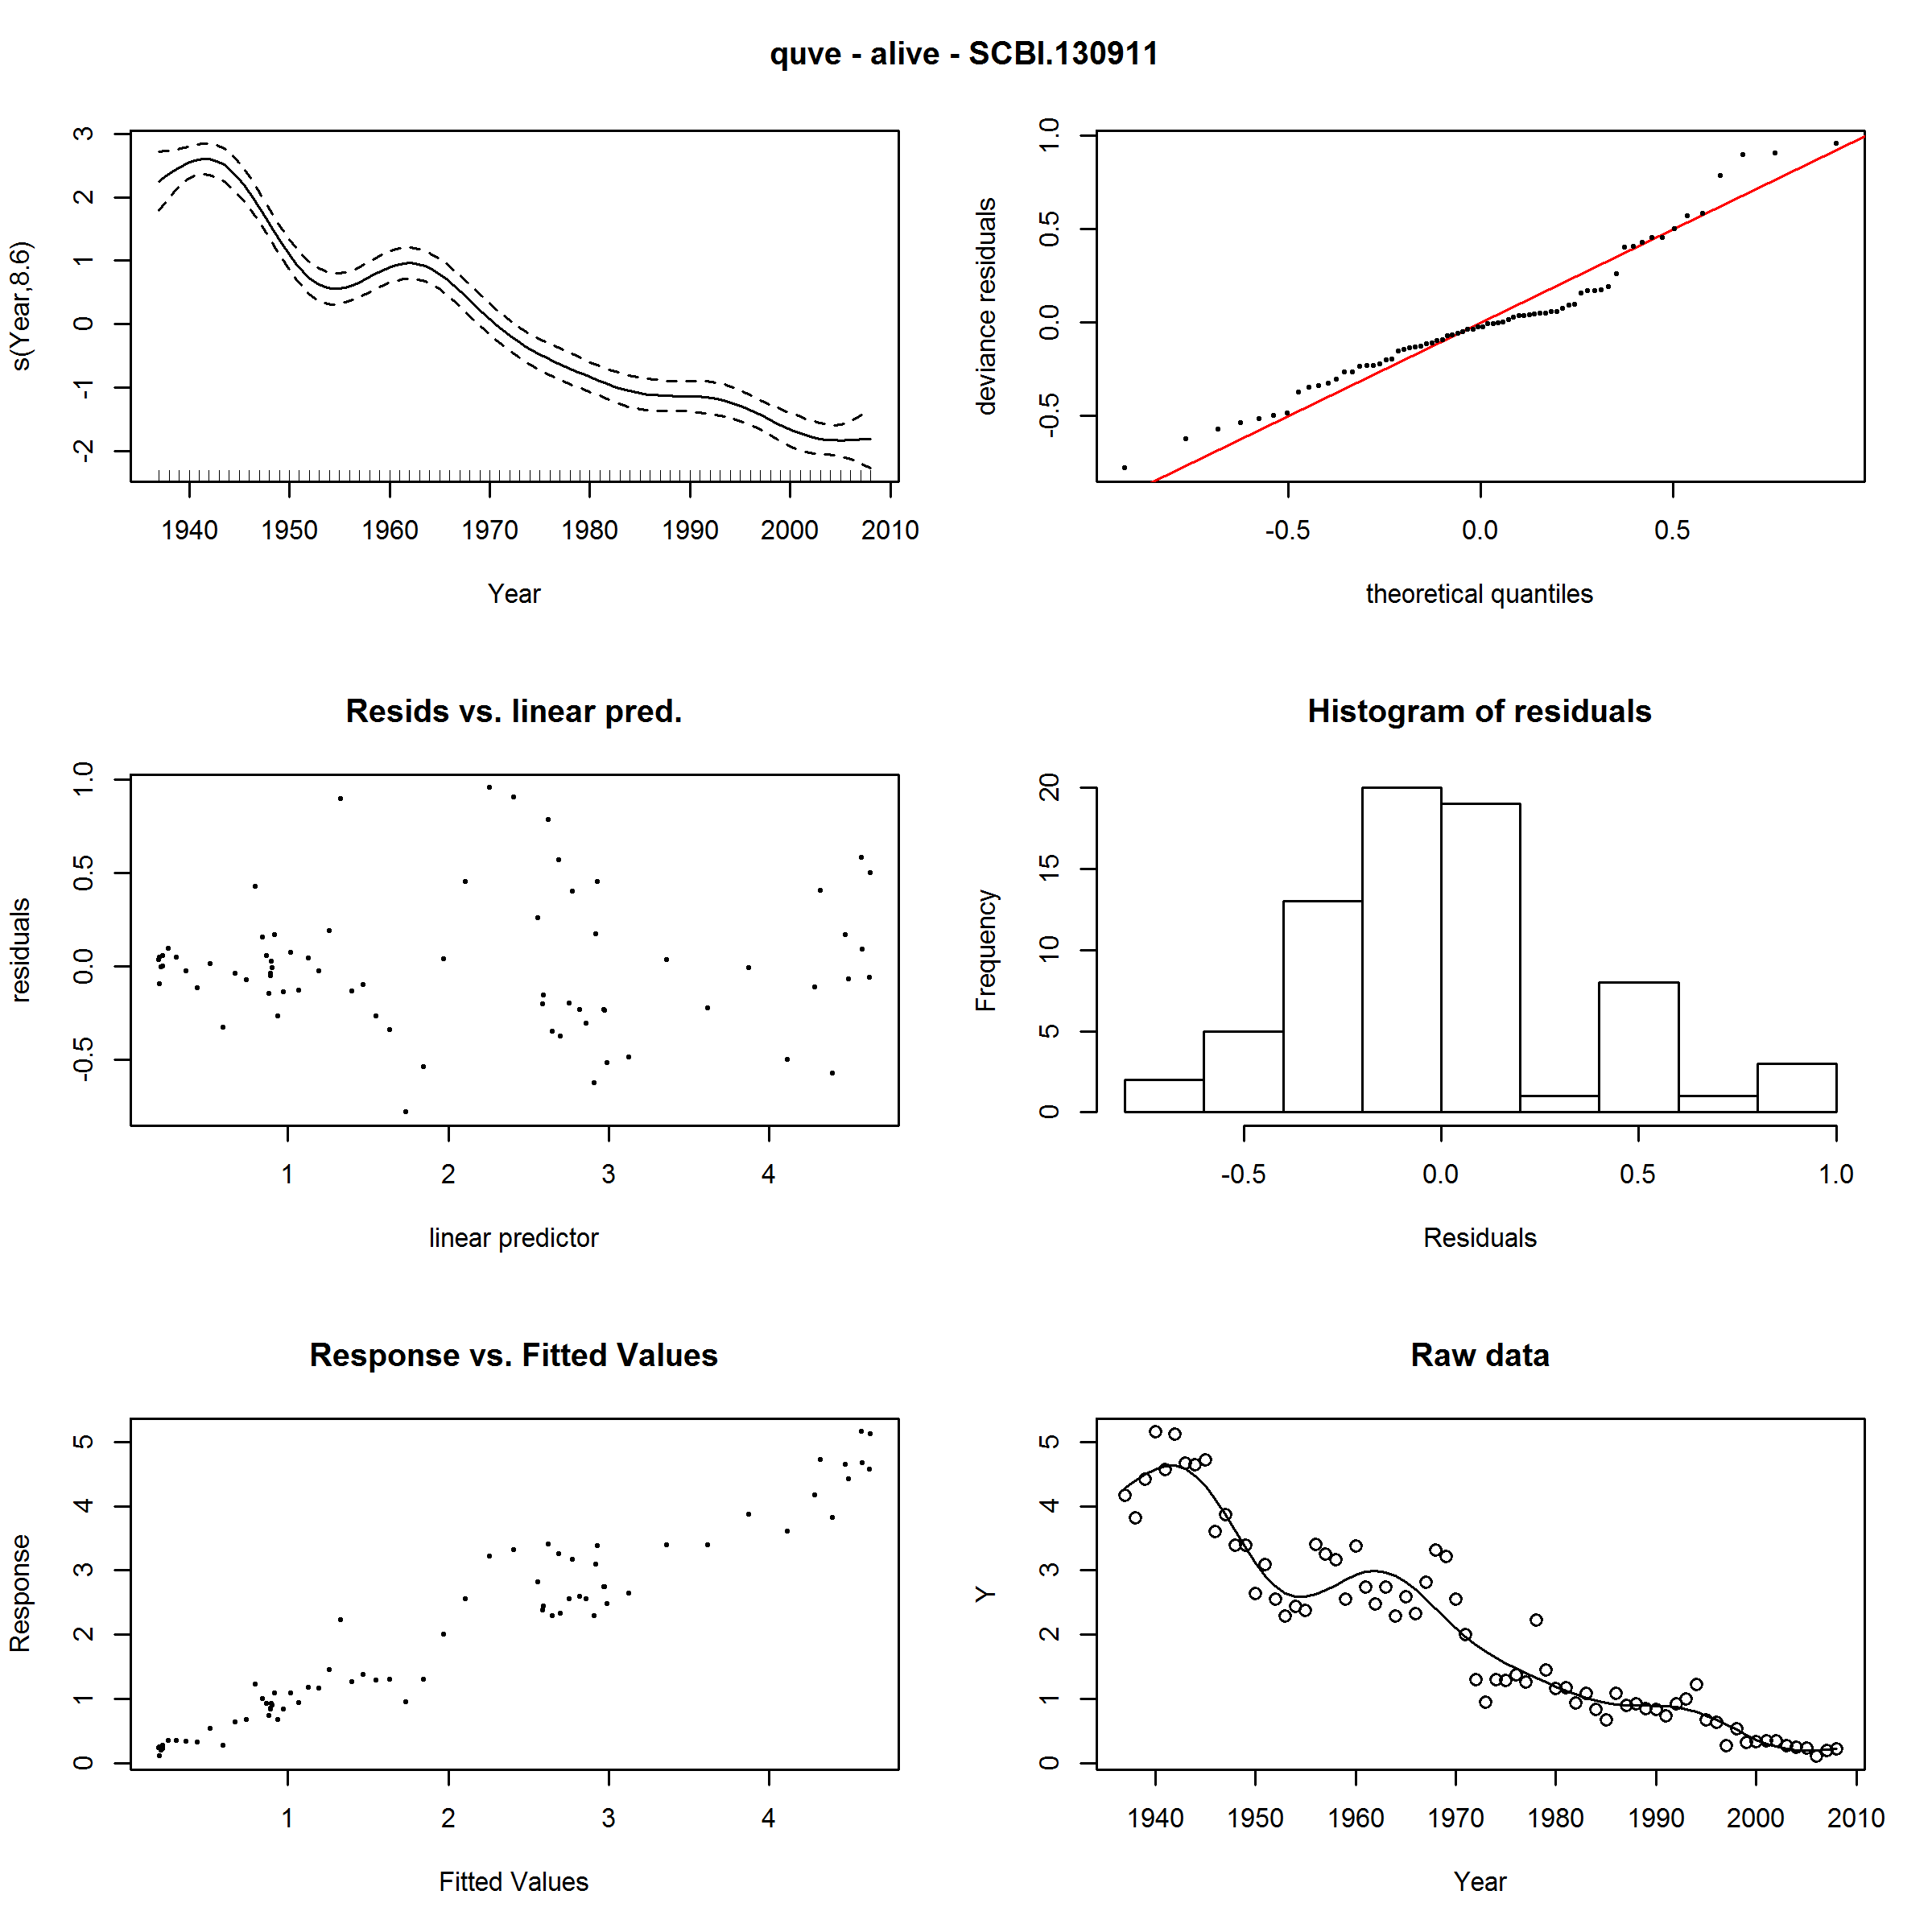 quve - alive - SCBI.130911
s(Year,8.6)
3
2
1
0
-1
-2
1940 1950 1960 1970 1980 1990 2000 2010
Year
deviance residuals
1.0
0.5
0.0
-0.5
-0.5 0.0 0.5
theoretical quantiles
Resids vs. linear pred.
residuals
1.0
0.5
0.0
-0.5
1 2 3 4
linear predictor
Histogram of residuals
Frequency
20
15
10
5
0
-0.5 0.0 0.5 1.0
Residuals
Response vs. Fitted Values
Response
5
4
3
2
1
0
1 2 3 4
Fitted Values
Raw data
Y
5
4
3
2
1
0
1940 1950 1960 1970 1980 1990 2000 2010
Year